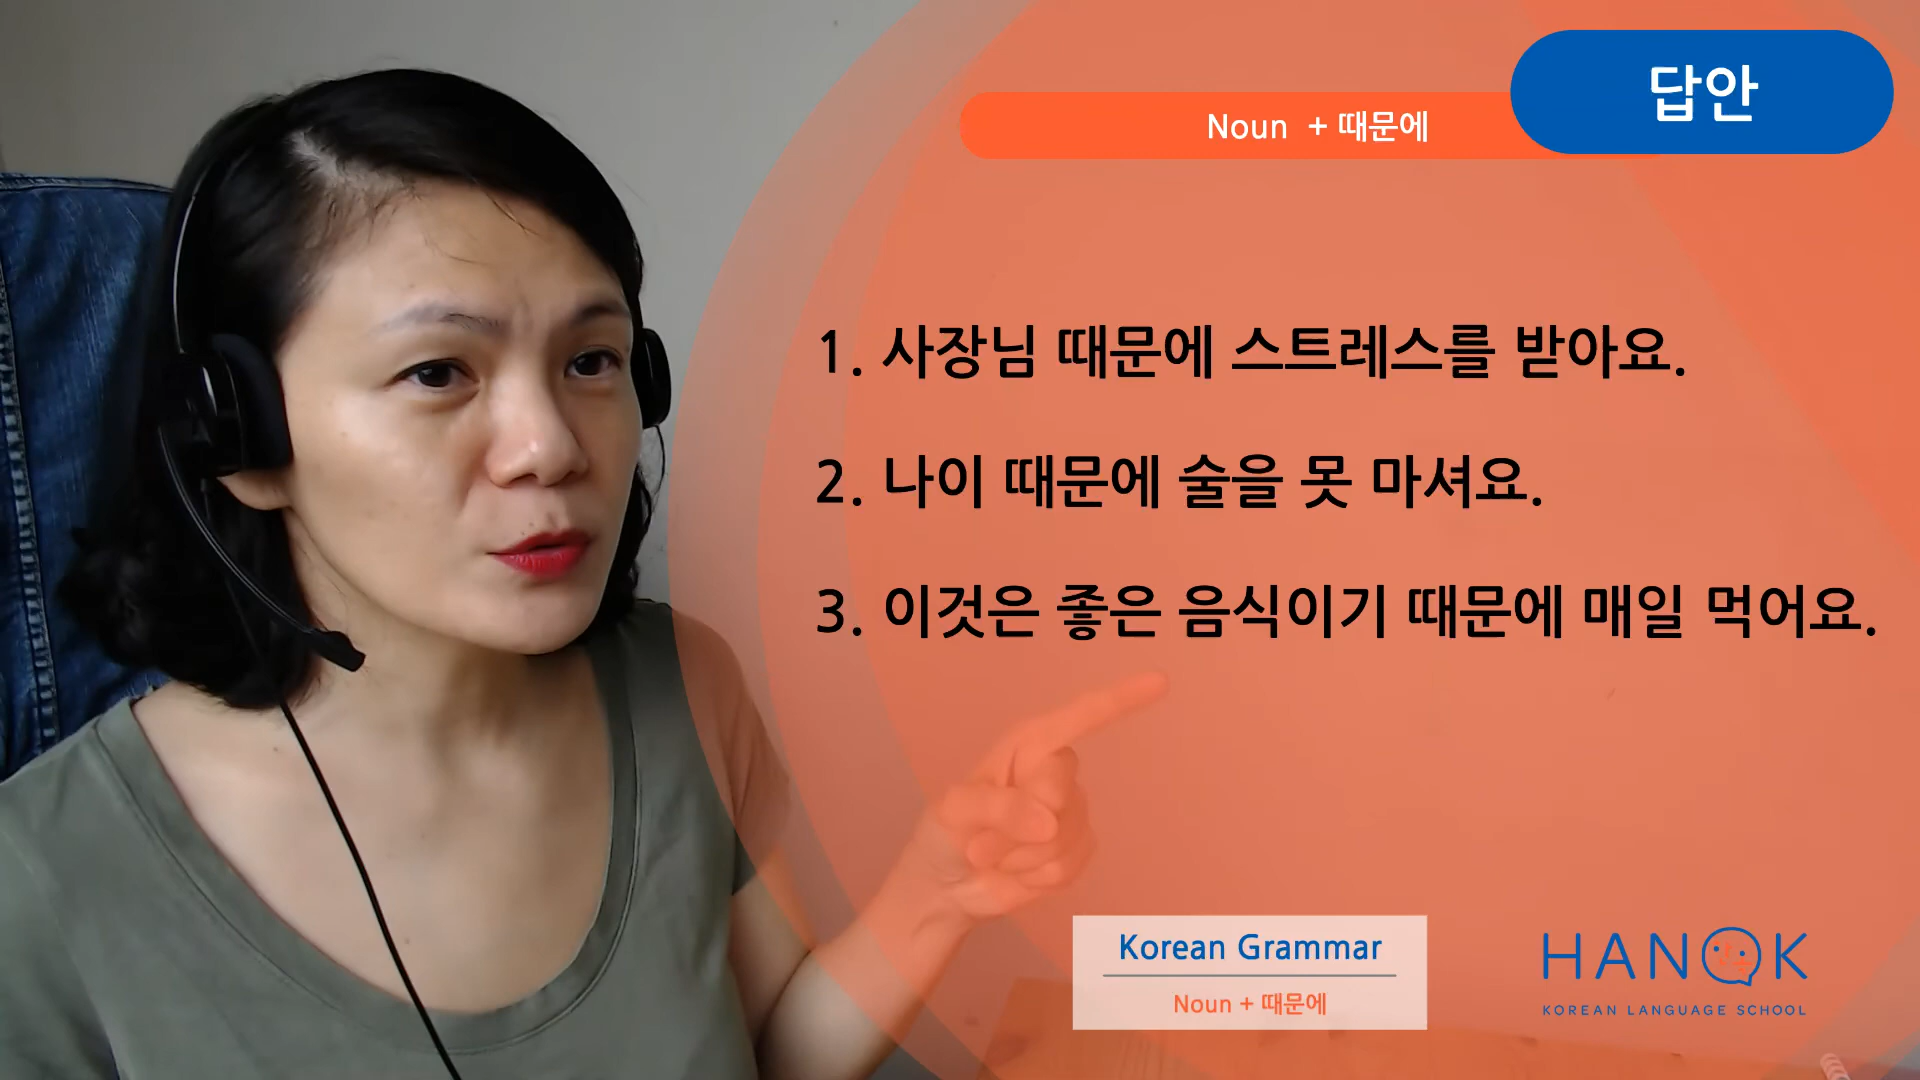 답안
Noun + 때문에
1. 사장님 때문에 스트레스를 받아요.
2. 나이 때문에 술을 못 마셔요.
3. 이것은 좋은 음식이기 때문에 매일 먹어요.
Korean Grammar
Noun + 때문에
HANOK
KOREAN LANGUAGE SCHOOL